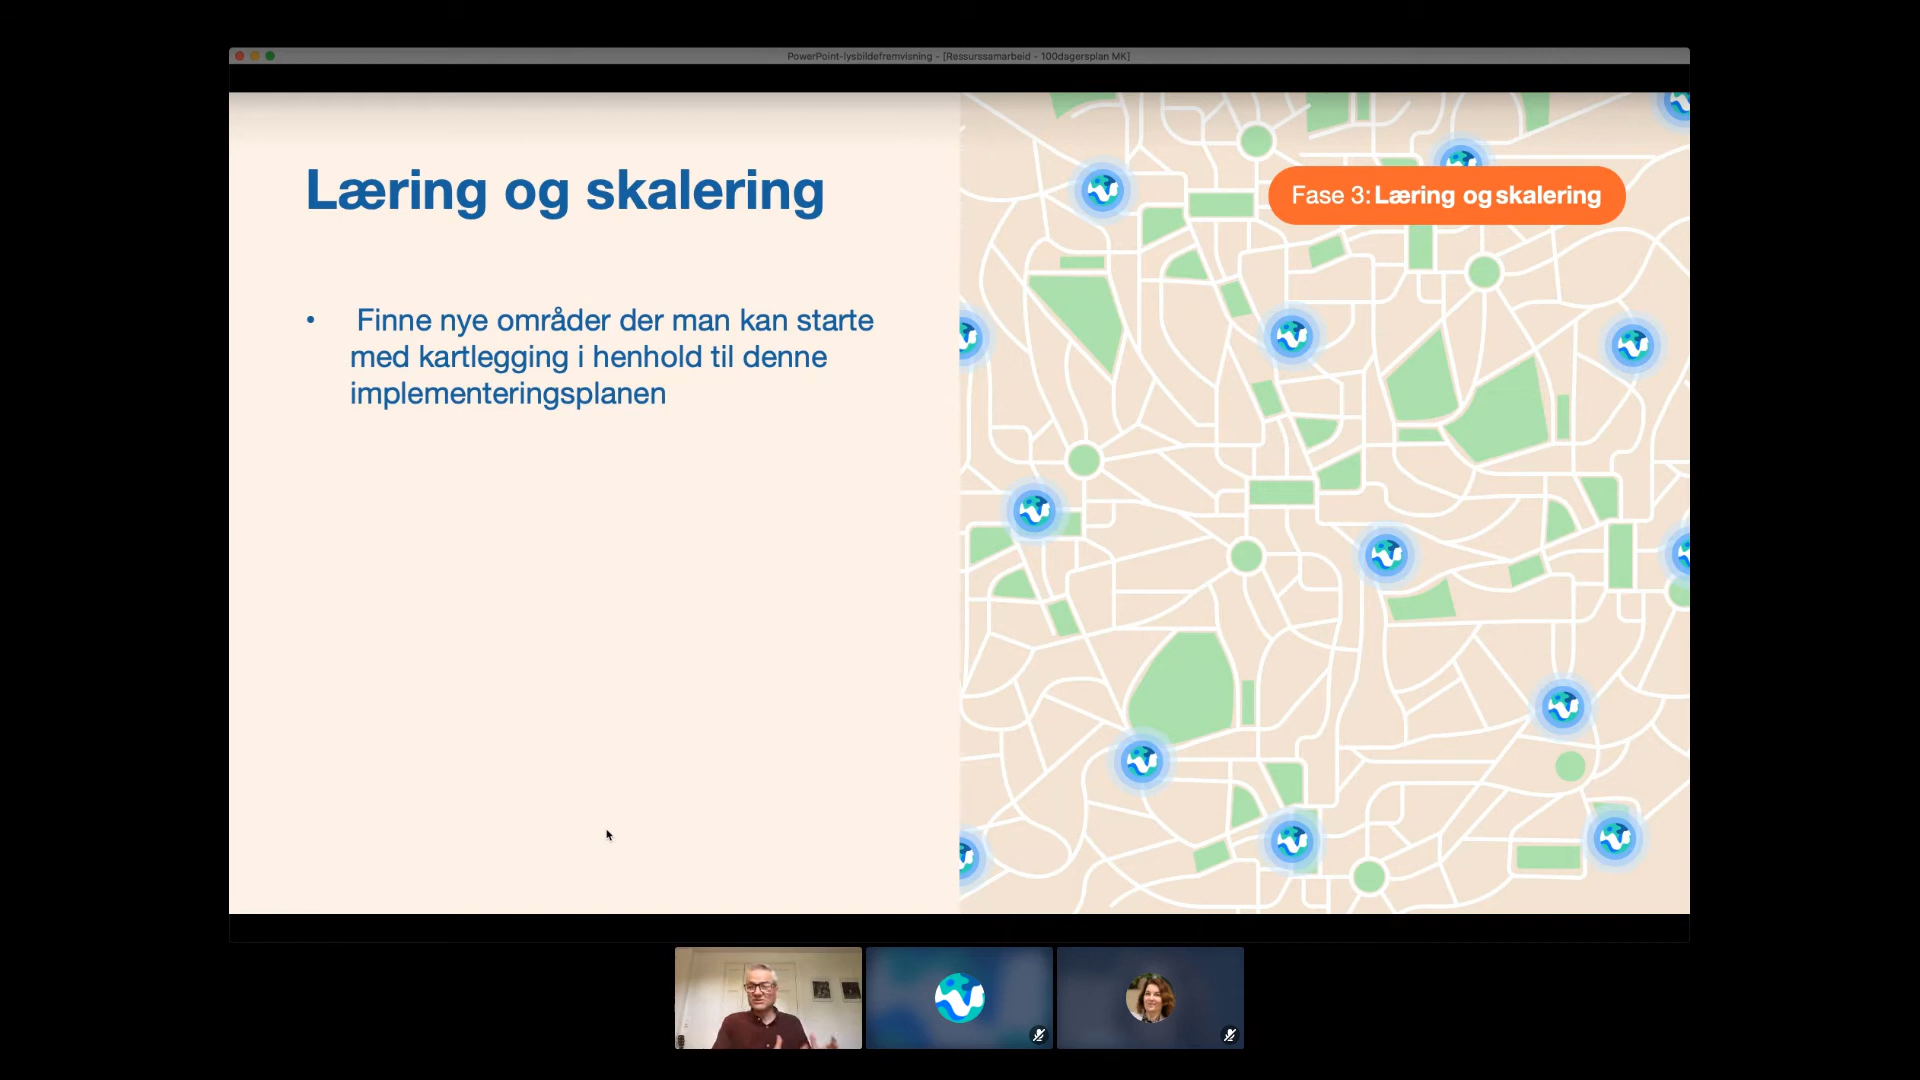 PowerPoint-lysbildefremvisning - [Ressurssamarbeid - 100dagersplan MK]
Læring og skalering
Fase 3: Læring og skalering
• Finne nye områder der man kan starte
med kartlegging i henhold til denne
implementeringsplanen